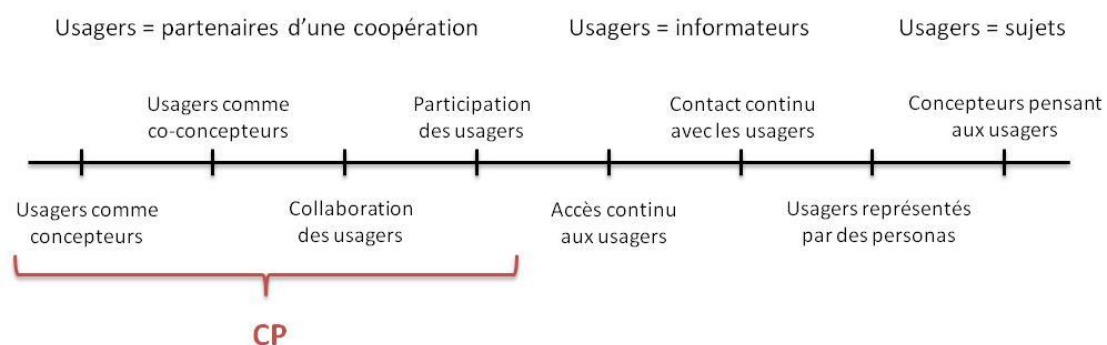 Usagers = partenaires d’une coopération
Usagers = informateurs
Usagers = sujets
Usagers comme
co-concepteurs
Participation
des usagers
Contact continu
avec les usagers
Concepteurs pensant
aux usagers
Usagers comme
concepteurs
Collaboration
des usagers
Accès continu
aux usagers
Usagers représentés
par des personas
CP